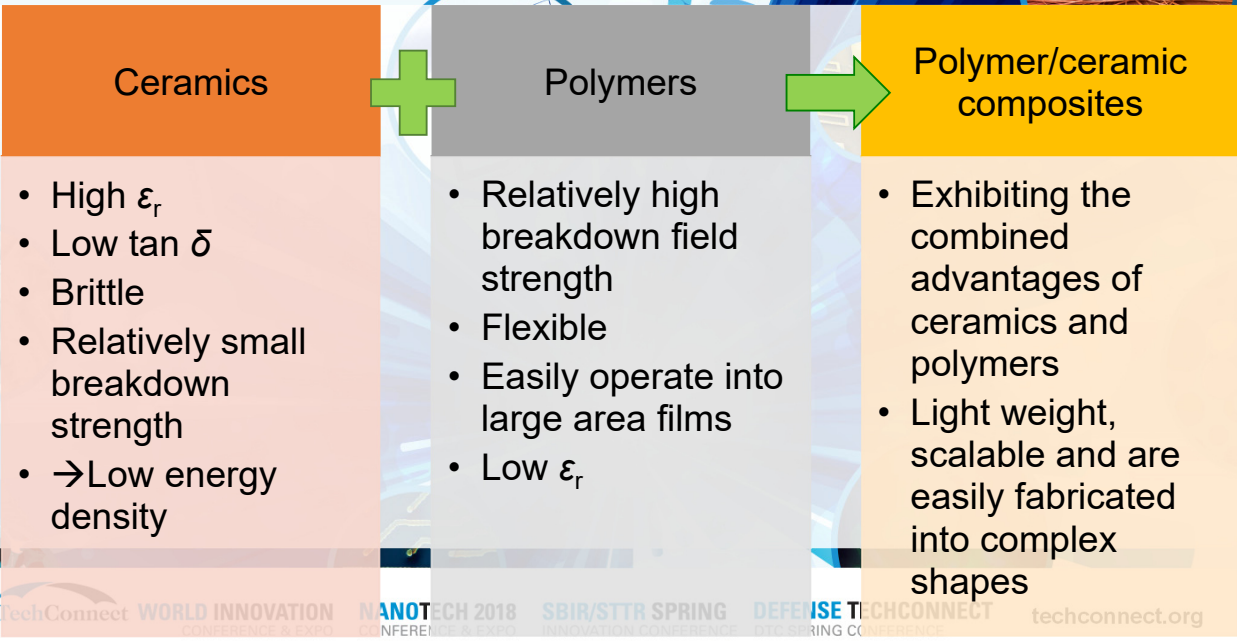 Ceramics
Polymers
Polymer/ceramic
composites
• High εr
• Low tan δ
• Brittle
• Relatively small
breakdown
strength
• →Low energy
density
• Relatively high
breakdown field
strength
• Flexible
• Easily operate into
large area films
• Low εr
• Exhibiting the
combined
advantages of
ceramics and
polymers
• Light weight,
scalable and are
easily fabricated
into complex
shapes
TechConnect WORLD INNOVATION
CONFERENCE & EXPO
NANOTECH 2018
CONFERENCE & EXPO
SBIR/STTR SPRING
INNOVATION CONFERENCE
DEFENSE TECHCONNECT
DTC SPRING CONFERENCE
techconnect.org